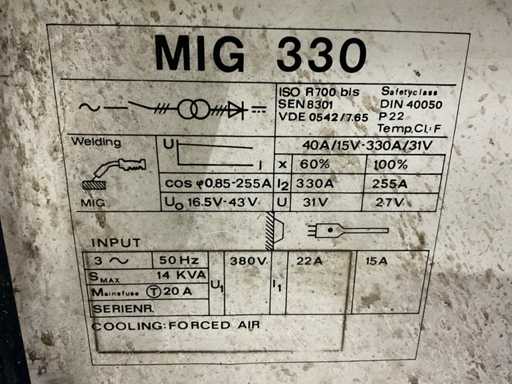 MIG 330
ISO R700 bls Safetyclass
SEN 8301 DIN 40050
VDE 0542/7.65 P22
Temp.Cl.:F
Welding U 40A/15V-330A/31V
I X 60% 100%
cos φ0.85-255A I2 330A 255A
MIG U0 16.5V-43V U 31V 27V
INPUT
3 ~ 50 Hz U1 380V I1 22A 15A
SMAX 14 KVA
Mainsfuse T 20 A
SERIENR.
COOLING: FORCED AIR